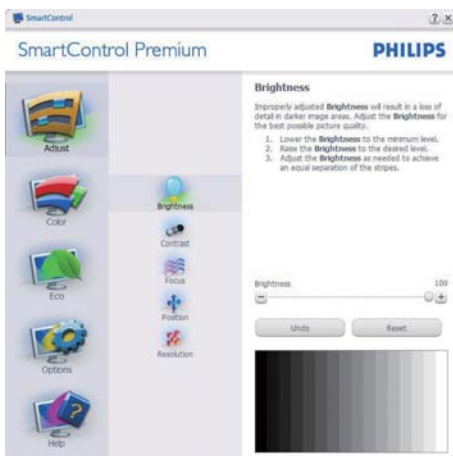 SmartControl
SmartControl Premium
PHILIPS
Adjust
Color
Eco
Options
Help
Brightness
Contrast
Focus
Position
Resolution
Brightness
Improperly adjusted Brightness will result in a loss of
detail in darker image areas. Adjust the Brightness for
the best possible picture quality.
1. Lower the Brightness to the minimum level.
2. Raise the Brightness to the desired level.
3. Adjust the Brightness as needed to achieve
an equal separation of the stripes.
Brightness 100
Undo Reset